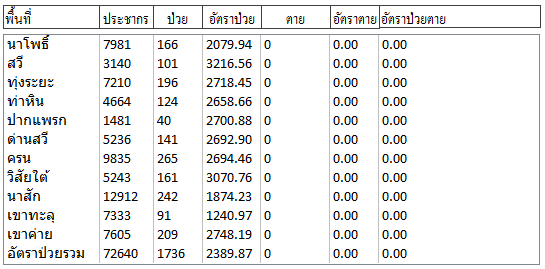 พื้นที่ ประชากร ป่วย อัตราป่วย ตาย อัตราตาย อัตราป่วยตาย
นาโพธิ์ 7981 166 2079.94 0 0.00 0.00
สวี 3140 101 3216.56 0 0.00 0.00
ทุ่งระยะ 7210 196 2718.45 0 0.00 0.00
ท่าหิน 4664 124 2658.66 0 0.00 0.00
ปากแพรก 1481 40 2700.88 0 0.00 0.00
ด่านสวี 5236 141 2692.90 0 0.00 0.00
ครน 9835 265 2694.46 0 0.00 0.00
วิสัยใต้ 5243 161 3070.76 0 0.00 0.00
นาสัก 12912 242 1874.23 0 0.00 0.00
เขาทะลุ 7333 91 1240.97 0 0.00 0.00
เขาค่าย 7605 209 2748.19 0 0.00 0.00
อัตราป่วยรวม 72640 1736 2389.87 0 0.00 0.00